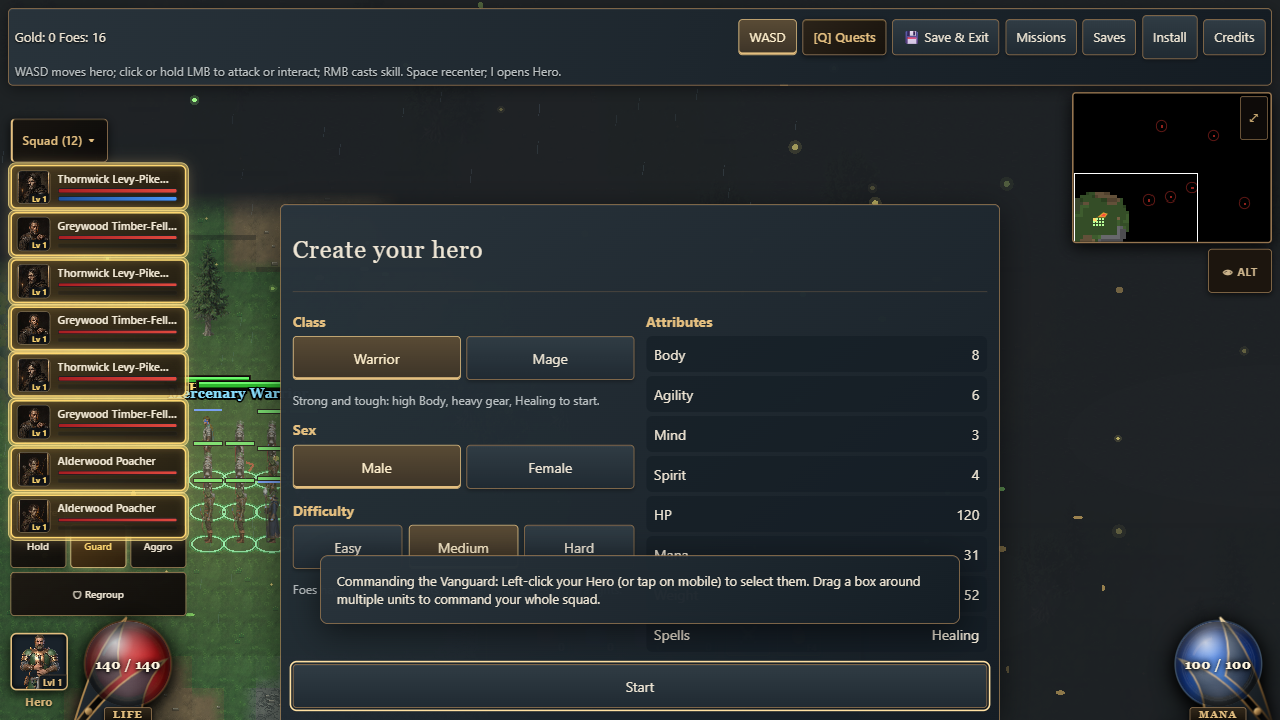 Gold: 0 Foes: 16
WASD
[Q] Quests
Save & Exit
Missions
Saves
Install
Credits
WASD moves hero; click or hold LMB to attack or interact; RMB casts skill. Space recenter; I opens Hero.
Squad (12)
Thornwick Levy-Pike...
Lv 1
Greywood Timber-Fell...
Lv 1
Thornwick Levy-Pike...
Lv 1
Greywood Timber-Fell...
Lv 1
Thornwick Levy-Pike...
Lv 1
Greywood Timber-Fell...
Lv 1
Alderwood Poacher
Lv 1
Alderwood Poacher
Lv 1
Hold
Guard
Aggro
Regroup
Lvl 1
Hero
140 / 140
LIFE
ercenary War
ALT
Create your hero
Class
Warrior
Mage
Strong and tough: high Body, heavy gear, Healing to start.
Sex
Male
Female
Difficulty
Easy
Medium
Hard
Foes
Attributes
Body 8
Agility 6
Mind 3
Spirit 4
HP 120
Mana 31
52
Spells Healing
Commanding the Vanguard: Left-click your Hero (or tap on mobile) to select them. Drag a box around
multiple units to command your whole squad.
Start
100 / 100
MANA